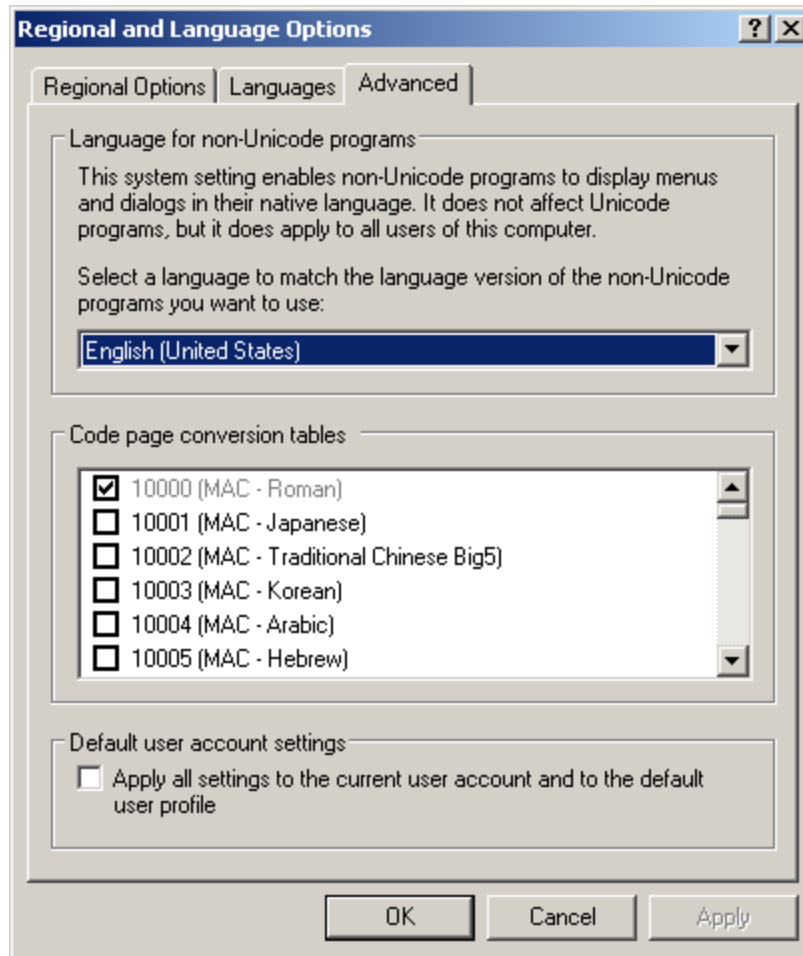 Regional and Language Options
Regional Options
Languages
Advanced
Language for non-Unicode programs
This system setting enables non-Unicode programs to display menus
and dialogs in their native language. It does not affect Unicode
programs, but it does apply to all users of this computer.
Select a language to match the language version of the non-Unicode
programs you want to use:
English (United States)
Code page conversion tables
10000 (MAC - Roman)
10001 (MAC - Japanese)
10002 (MAC - Traditional Chinese Big5)
10003 (MAC - Korean)
10004 (MAC - Arabic)
10005 (MAC - Hebrew)
Default user account settings
Apply all settings to the current user account and to the default
user profile
OK
Cancel
Apply